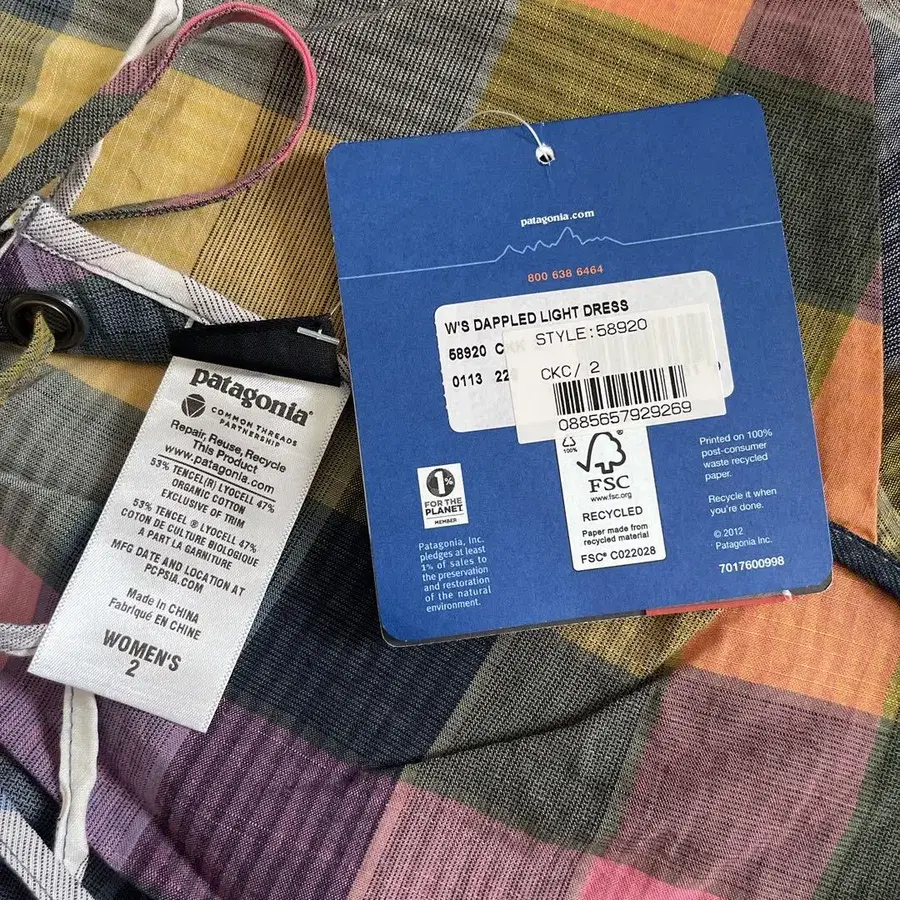 patagonia.com
800 638 6464
W'S DAPPLED LIGHT DRESS
58920
STYLE:58920
0113
CKC/ 2
0885657929269
1%
FOR THE
PLANET
MEMBER
Patagonia, Inc.
pledges at least
1% of sales to
the preservation
and restoration
of the natural
environment.
100%
FSC
www.fsc.org
RECYCLED
Paper made from
recycled material
FSC® C022028
Printed on 100%
post-consumer
waste recycled
paper.
Recycle it when
you're done.
© 2012
Patagonia Inc.
7017600998
patagonia®
COMMON THREADS
PARTNERSHIP
Repair, Reuse, Recycle
This Product
www.patagonia.com
53% TENCEL(R) LYOCELL 47%
ORGANIC COTTON
EXCLUSIVE OF TRIM
53% TENCEL ® LYOCELL 47%
COTON DE CULTURE BIOLOGIQUE
A PART LA GARNITURE
MFG DATE AND LOCATION AT
PCPSIA.COM
Made in CHINA
Fabriqué EN CHINE
WOMEN'S
2